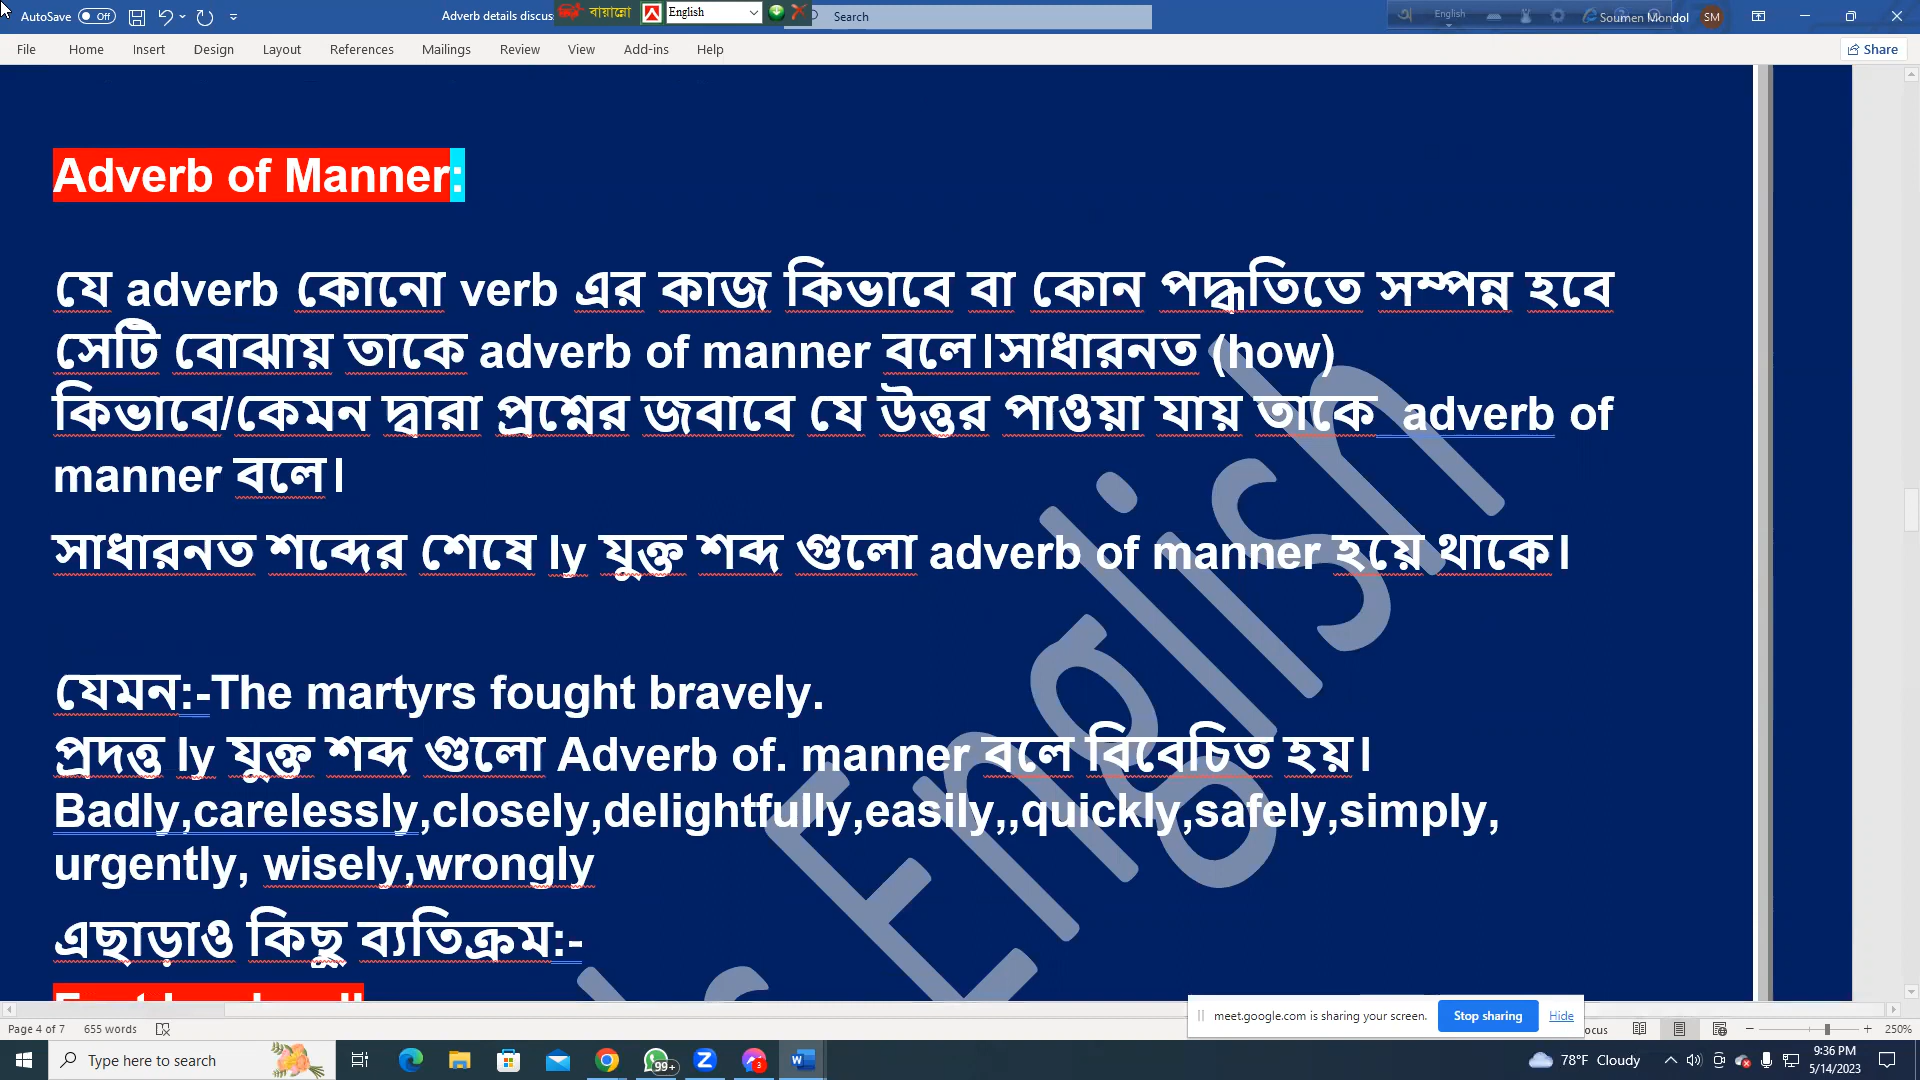 AutoSave Off Adverb details discus বায়ান্নো English Search English Soumen Mondol SM
File Home Insert Design Layout References Mailings Review View Add-ins Help Share
Adverb of Manner:
যে adverb কোনো verb এর কাজ কিভাবে বা কোন পদ্ধতিতে সম্পন্ন হবে
সেটি বোঝায় তাকে adverb of manner বলে।সাধারনত (how)
কিভাবে/কেমন দ্বারা প্রশ্নের জবাবে যে উত্তর পাওয়া যায় তাকে adverb of
manner বলে।
সাধারনত শব্দের শেষে ly যুক্ত শব্দ গুলো adverb of manner হয়ে থাকে।
যেমন:-The martyrs fought bravely.
প্রদত্ত ly যুক্ত শব্দ গুলো Adverb of. manner বলে বিবেচিত হয়।
Badly,carelessly,closely,delightfully,easily,,quickly,safely,simply,
urgently, wisely,wrongly
এছাড়াও কিছু ব্যতিক্রম:-
s English
meet.google.com is sharing your screen. Stop sharing Hide
Page 4 of 7 655 words ocus 250%
Type here to search 99+ 3 78°F Cloudy 9:36 PM
5/14/2023